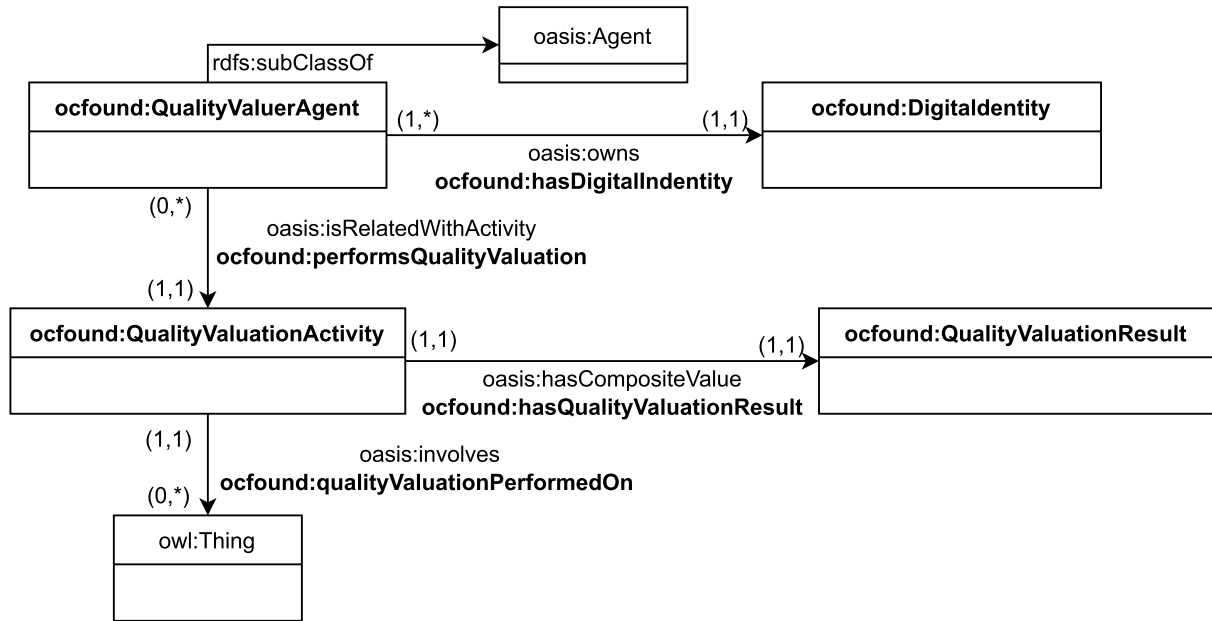 oasis:Agent
rdfs:subClassOf
ocfound:QualityValuerAgent
ocfound:DigitalIdentity
(1,*)
(1,1)
oasis:owns
ocfound:hasDigitalIndentity
(0,*)
oasis:isRelatedWithActivity
ocfound:performsQualityValuation
(1,1)
ocfound:QualityValuationActivity
ocfound:QualityValuationResult
(1,1)
(1,1)
oasis:hasCompositeValue
ocfound:hasQualityValuationResult
(1,1)
oasis:involves
ocfound:qualityValuationPerformedOn
(0,*)
owl:Thing